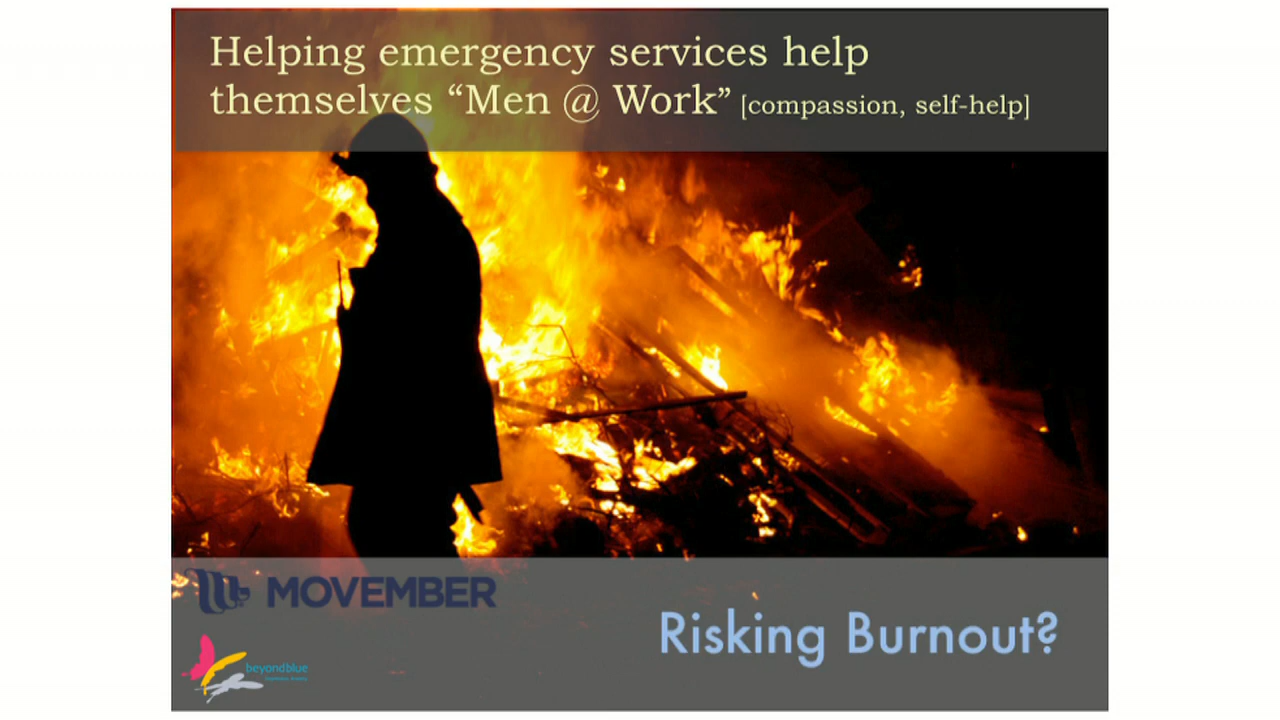 Helping emergency services help
themselves “Men @ Work” [compassion, self-help]
MOVEMBER
Risking Burnout?
beyondblue